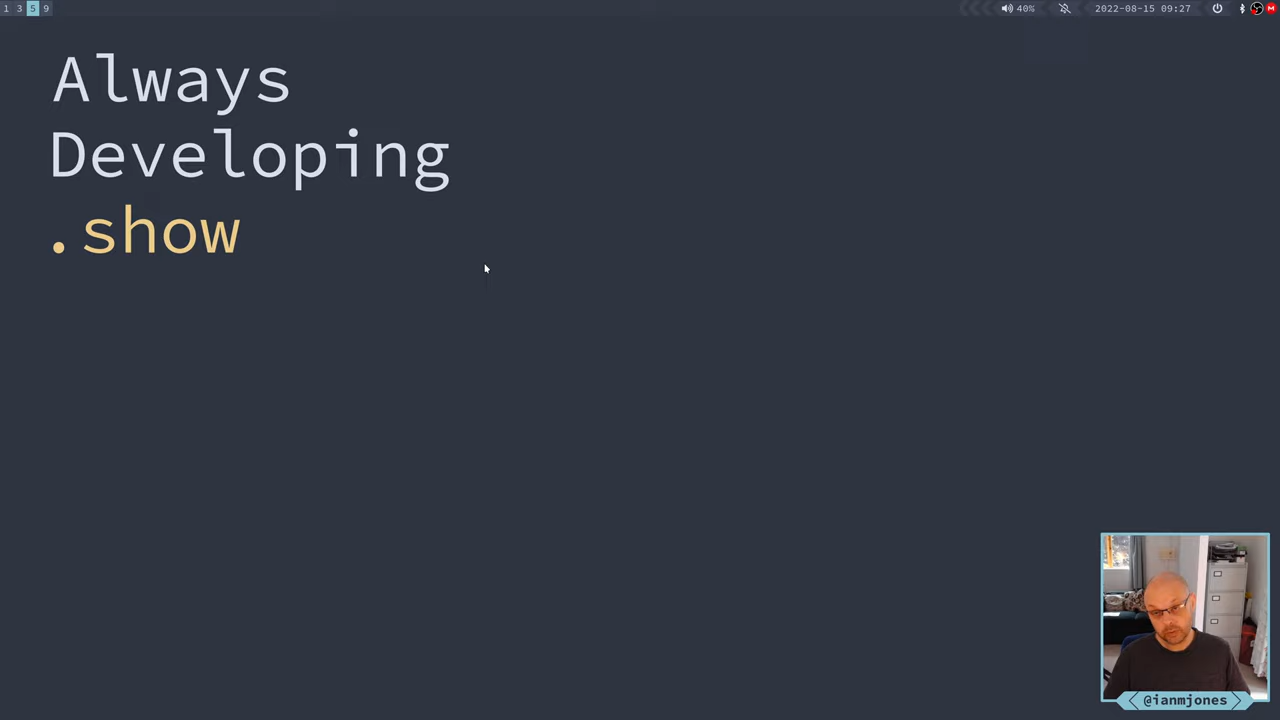 1 3 5 9
40%
2022-08-15 09:27
M
Always
Developing
.show
@ianmjones